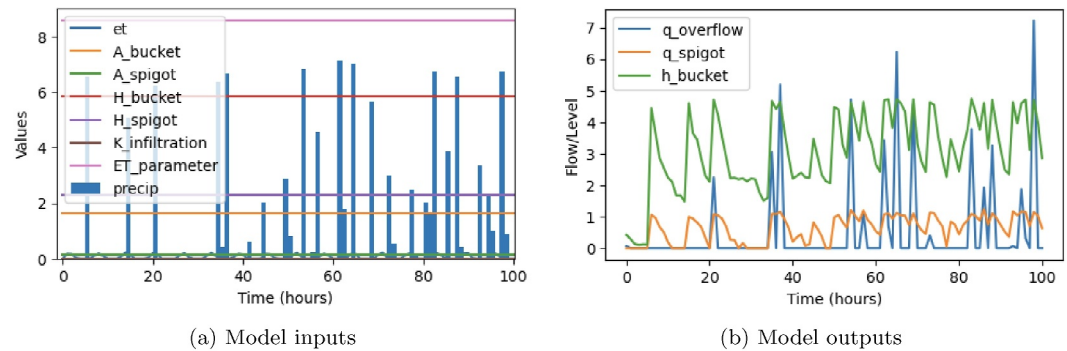 et
A_bucket
A_spigot
H_bucket
H_spigot
K_infiltration
ET_parameter
precip
Values
0
2
4
6
8
0
20
40
60
80
100
Time (hours)
(a) Model inputs
q_overflow
q_spigot
h_bucket
Flow/Level
0
1
2
3
4
5
6
7
0
20
40
60
80
100
Time (hours)
(b) Model outputs